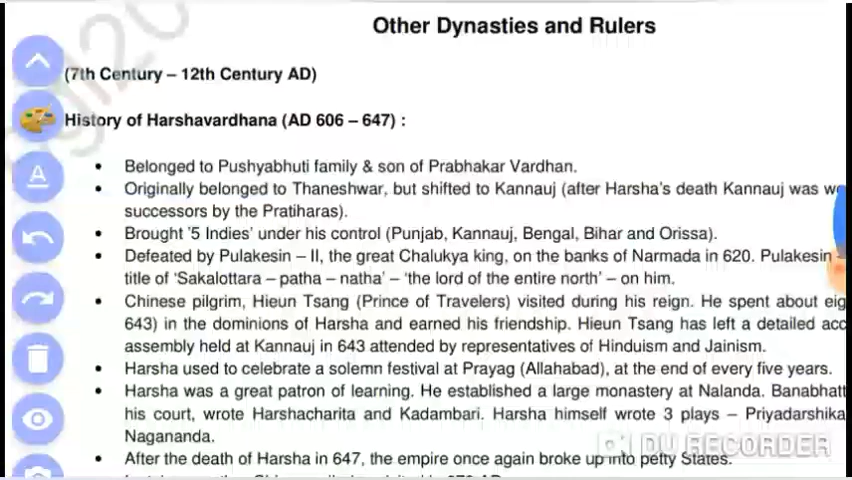 Other Dynasties and Rulers
(7th Century – 12th Century AD)
History of Harshavardhana (AD 606 – 647) :
• Belonged to Pushyabhuti family & son of Prabhakar Vardhan.
• Originally belonged to Thaneshwar, but shifted to Kannauj (after Harsha's death Kannauj was
successors by the Pratiharas).
• Brought '5 Indies' under his control (Punjab, Kannauj, Bengal, Bihar and Orissa).
• Defeated by Pulakesin – II, the great Chalukya king, on the banks of Narmada in 620. Pulakesin
title of 'Sakalottara – patha – natha' – 'the lord of the entire north' – on him.
• Chinese pilgrim, Hieun Tsang (Prince of Travelers) visited during his reign. He spent about
643) in the dominions of Harsha and earned his friendship. Hieun Tsang has left a detailed
assembly held at Kannauj in 643 attended by representatives of Hinduism and Jainism.
• Harsha used to celebrate a solemn festival at Prayag (Allahabad), at the end of every five years.
• Harsha was a great patron of learning. He established a large monastery at Nalanda. Banabhatt
his court, wrote Harshacharita and Kadambari. Harsha himself wrote 3 plays – Priyadarshika
Nagananda.
• After the death of Harsha in 647, the empire once again broke up into petty States.
DU RECORDER
A